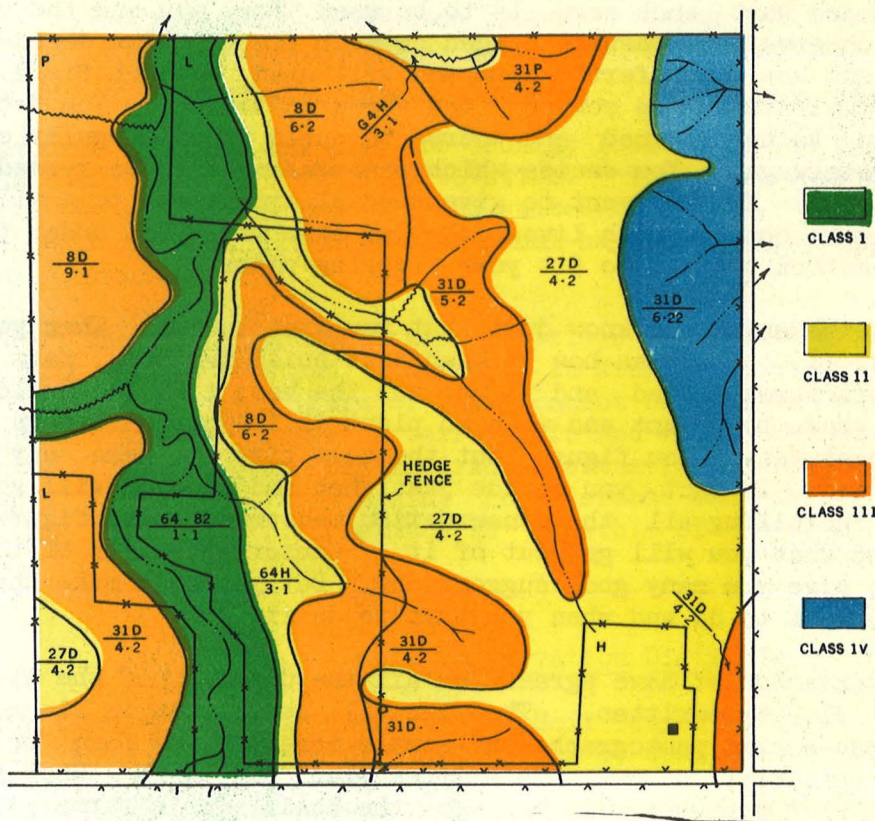 P
L
8D
6·2
G4H
3·1
31P
4·2
8D
9·1
31D
5·2
27D
4·2
31D
6·22
CLASS 1
CLASS 11
CLASS 111
CLASS 1V
8D
6·2
HEDGE
FENCE
L
64·82
1·1
27D
4·2
64H
3·1
31D
4·2
27D
4·2
31D
4·2
31D
4·2
H
31D